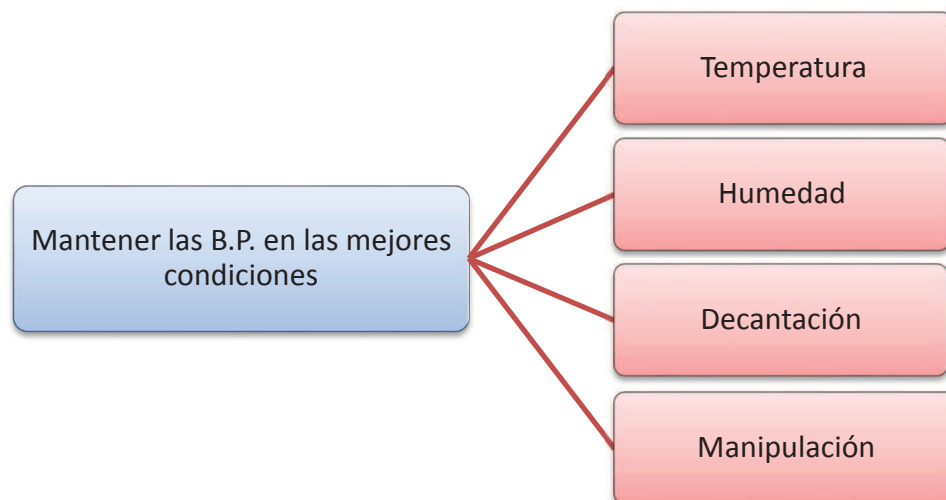 Temperatura
Humedad
Mantener las B.P. en las mejores
condiciones
Decantación
Manipulación